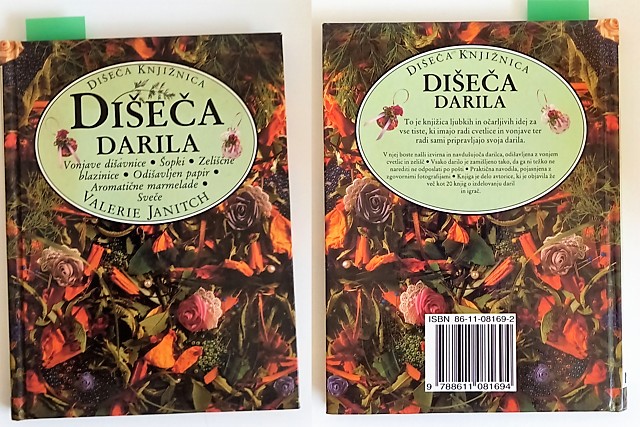 DIŠEČA KNJIŽNICA
DIŠEČA
DARILA
Vonjave dišavnice • Šopki • Zeliščne
blazinice • Odišavljen papir •
Aromatične marmelade •
Sveče
VALERIE JANITCH
DIŠEČA KNJIŽNICA
DIŠEČA
DARILA
To je knjižica ljubkih in očarljivih idej za
vse tiste, ki imajo radi cvetlice in vonjave ter
radi sami pripravljajo svoja darila.
V njej boste našli izvirna in navdušujoča darilca, odišavljena z vonjem
cvetlic in zelišč • Vsako darilo je zamišljeno tako, da ga ni težko ne
narediti ne odposlati po pošti • Praktična navodila, pojasnjena z
zgovornimi fotografijami • Knjiga je delo avtorice, ki je objavila že
več kot 20 knjig o izdelovanju daril
in igrač.
ISBN 86-11-08169-2
9 788611 081694